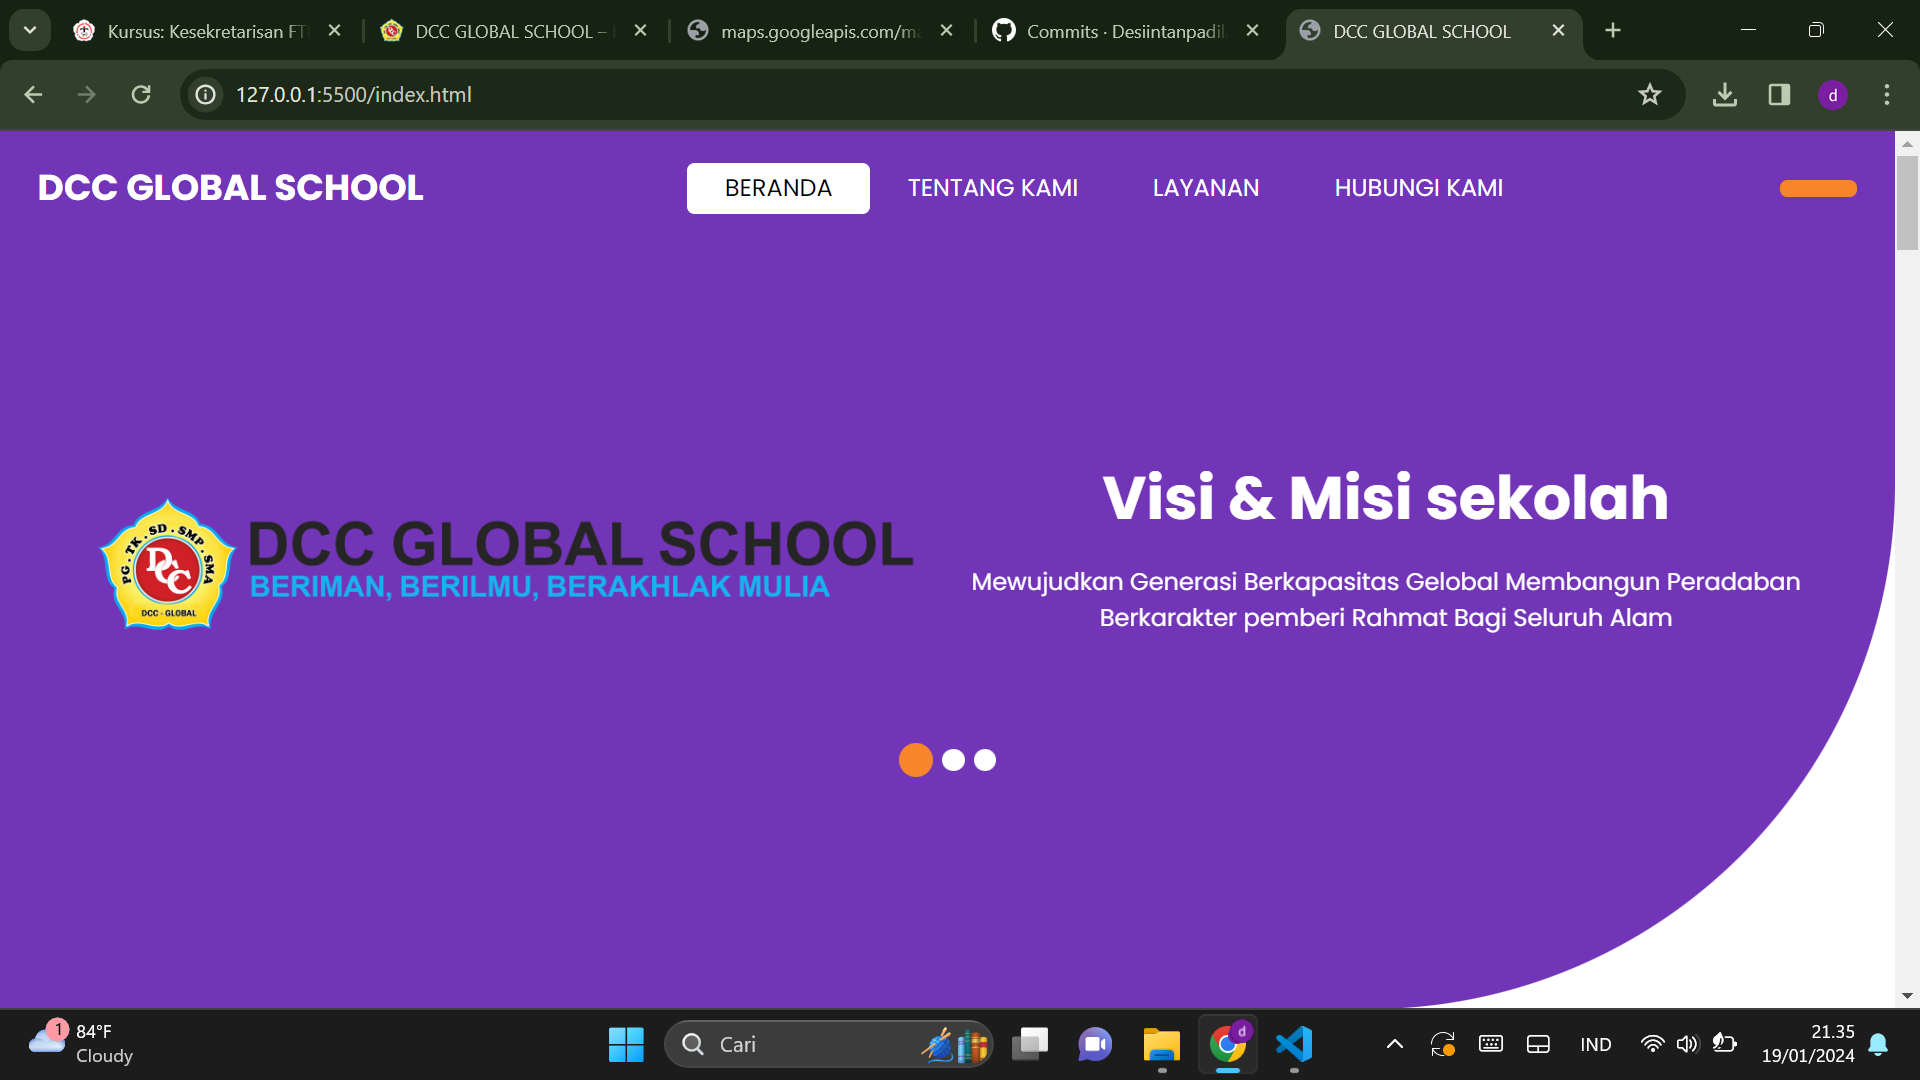 Kursus: Kesekretarisan FT
DCC GLOBAL SCHOOL –
maps.googleapis.com/m
Commits · Desiintanpadil
DCC GLOBAL SCHOOL
127.0.0.1:5500/index.html
d
DCC GLOBAL SCHOOL
BERANDA
TENTANG KAMI
LAYANAN
HUBUNGI KAMI
Visi & Misi sekolah
PG.TK.SD.SMP.SMA
DCC
DCC - GLOBAL
DCC GLOBAL SCHOOL
BERIMAN, BERILMU, BERAKHLAK MULIA
Mewujudkan Generasi Berkapasitas Gelobal Membangun Peradaban
Berkarakter pemberi Rahmat Bagi Seluruh Alam
1
84°F
Cloudy
Cari
d
IND
21.35
19/01/2024